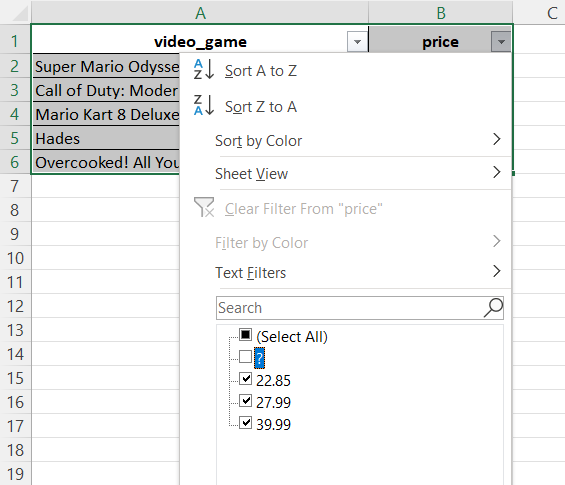 A B C
1 video_game price
2 Super Mario Odysse
3 Call of Duty: Moder
4 Mario Kart 8 Deluxe
5 Hades
6 Overcooked! All You
7
8
9
10
11
12
13
14
15
16
17
18
19
A Z Sort A to Z
Z A Sort Z to A
Sort by Color
Sheet View
Clear Filter From "price"
Filter by Color
Text Filters
Search
(Select All)
?
22.85
27.99
39.99